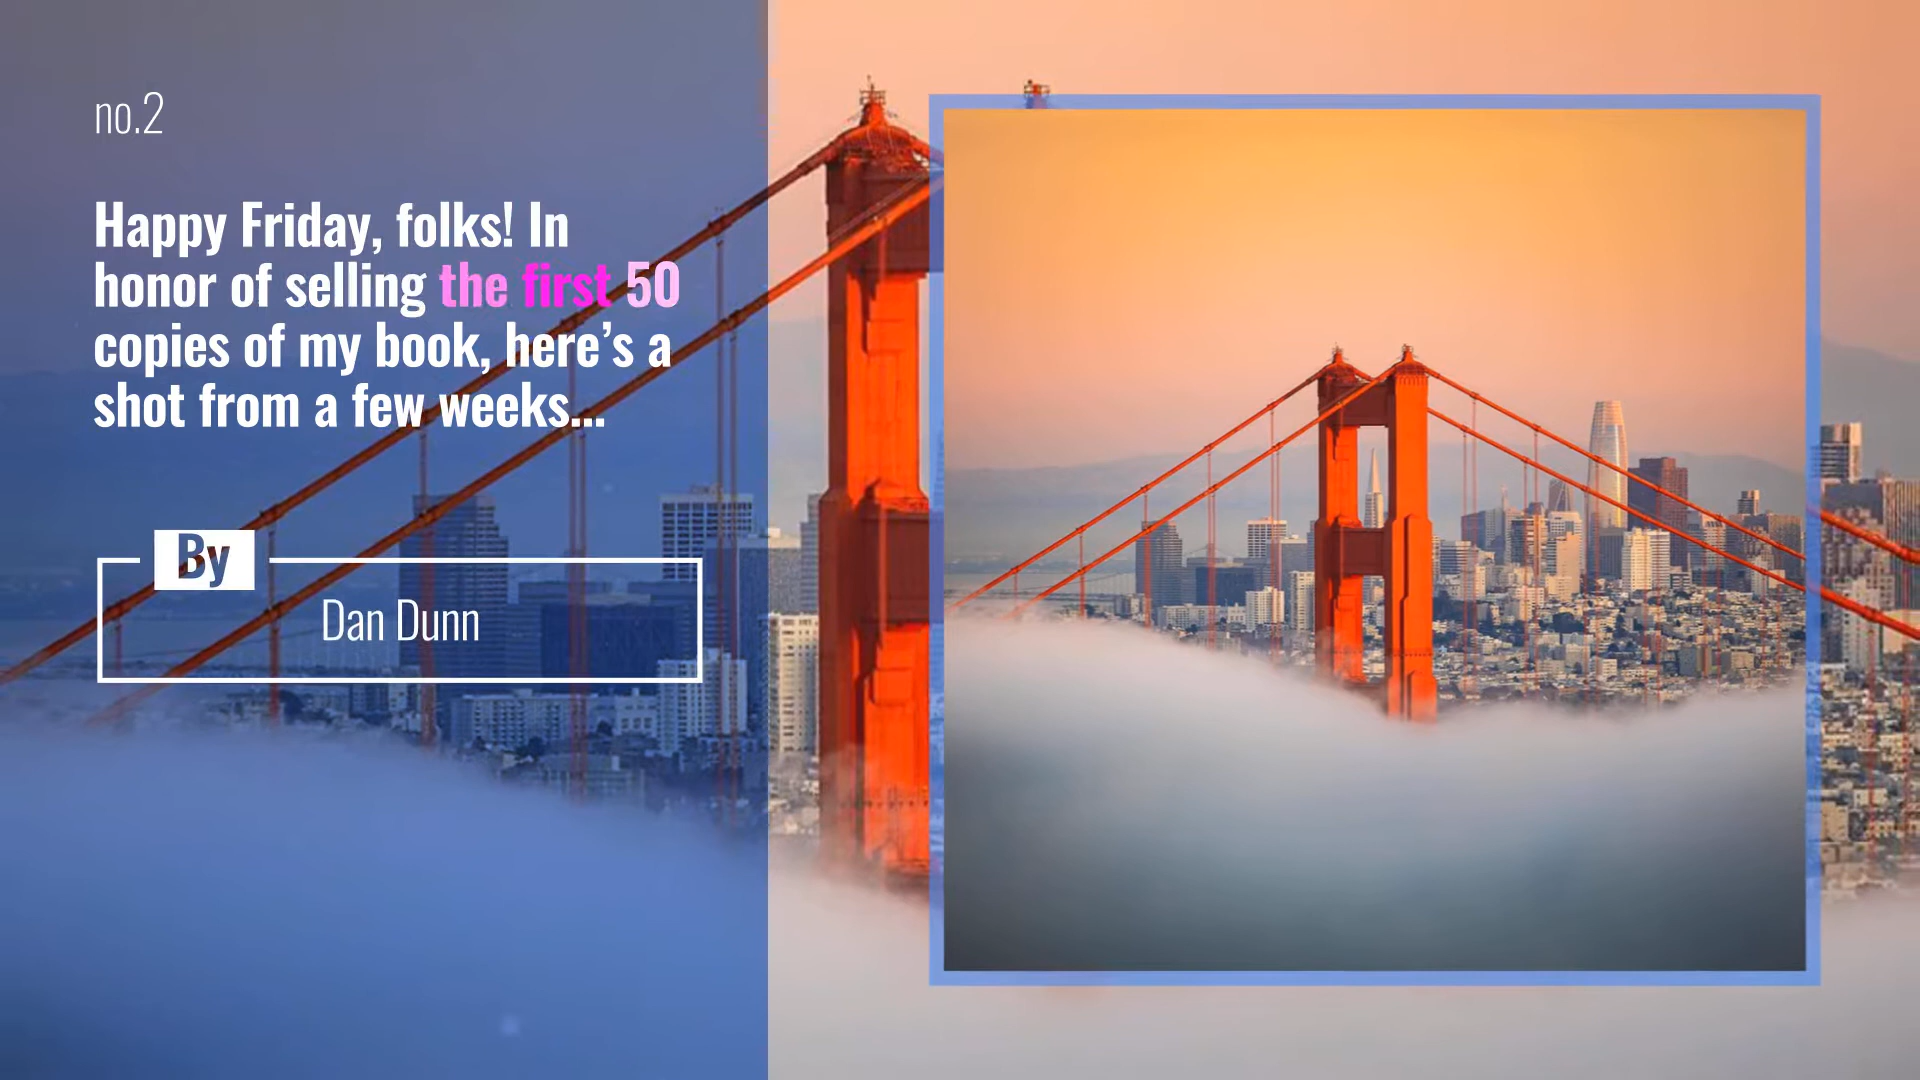 no.2
Happy Friday, folks! In
honor of selling the first 50
copies of my book, here’s a
shot from a few weeks...
By
Dan Dunn